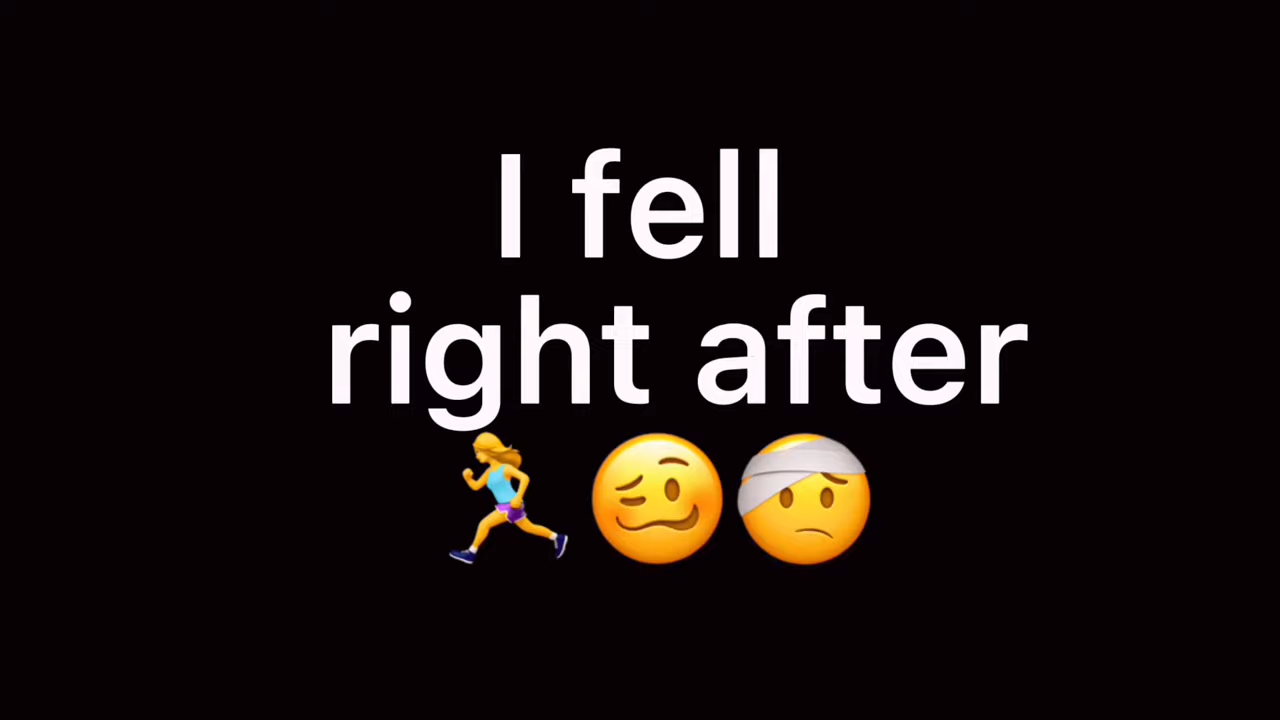 I fell
right after
🏃‍♀️🥴🤕